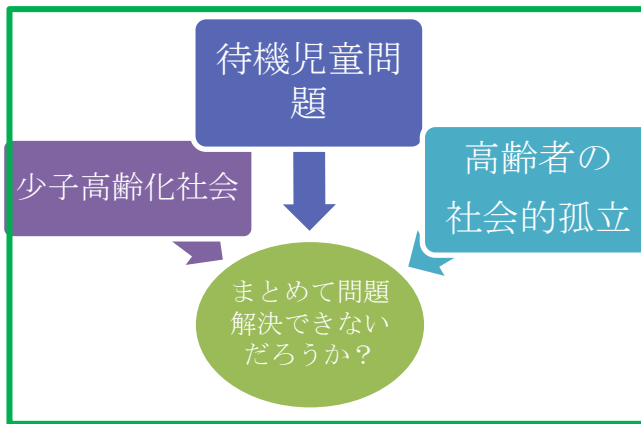 待機児童問
題
少子高齢化社会
高齢者の
社会的孤立
まとめて問題
解決できない
だろうか？